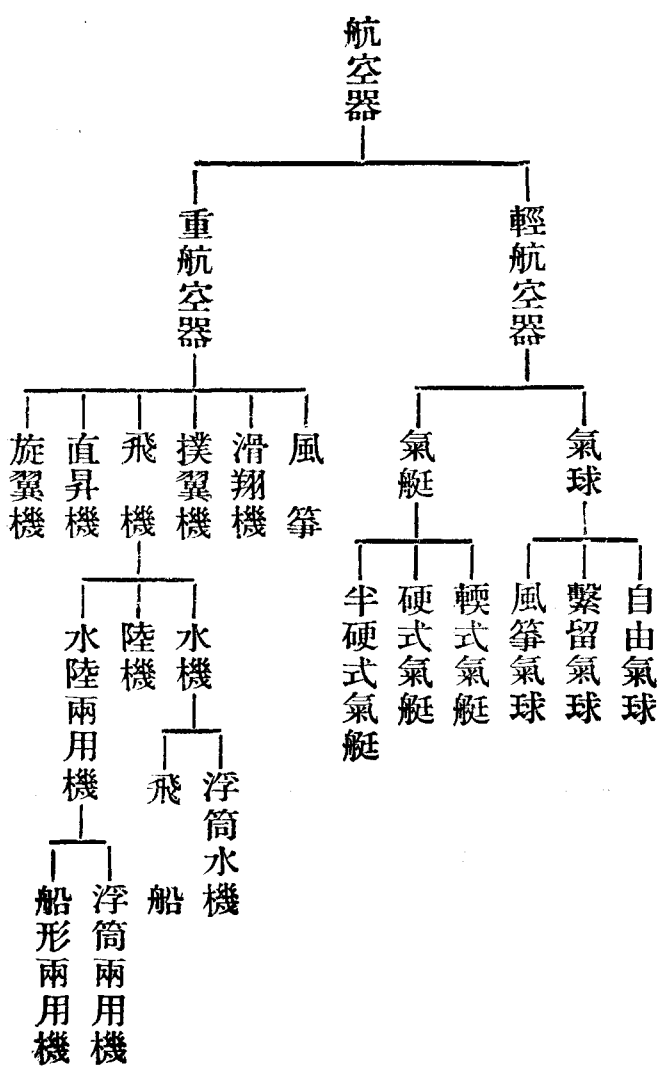 航空器
輕航空器
重航空器
氣球
氣艇
風箏
滑翔機
撲翼機
飛機
直昇機
旋翼機
自由氣球
繫留氣球
風箏氣球
輭式氣艇
硬式氣艇
半硬式氣艇
水機
陸機
水陸兩用機
浮筒水機
飛船
浮筒兩用機
船形兩用機